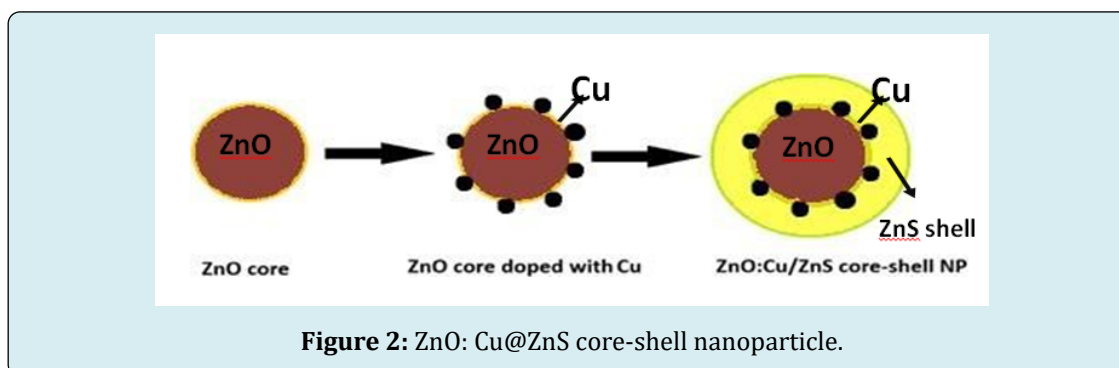 Cu
Cu
ZnO
ZnO
ZnO
ZnS shell
ZnO core
ZnO core doped with Cu
ZnO:Cu/ZnS core-shell NP
Figure 2: ZnO: Cu@ZnS core-shell nanoparticle.